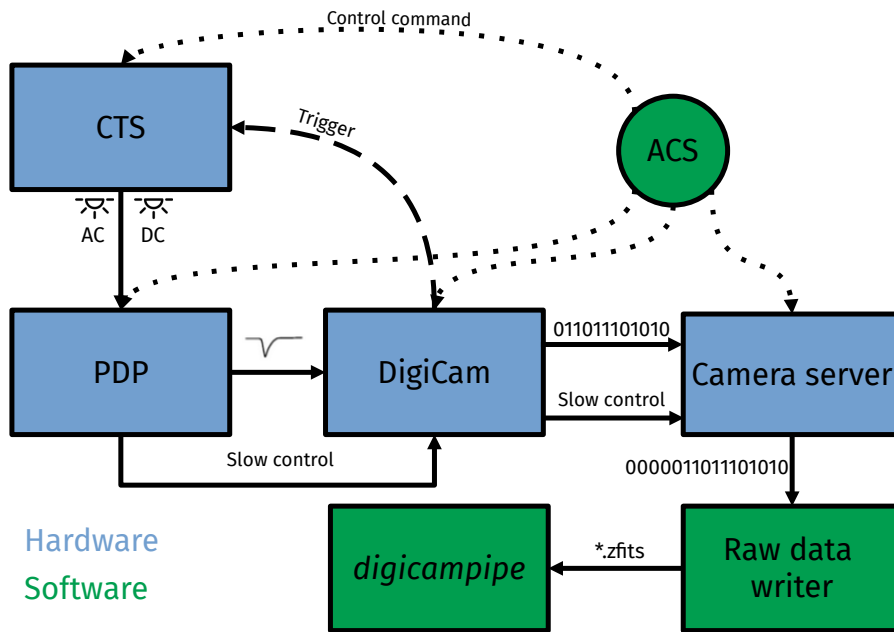 Control command
CTS
Trigger
ACS
AC
DC
PDP
DigiCam
011011101010
Camera server
Slow control
Slow control
0000011011101010
Hardware
Software
digicampipe
*.zfits
Raw data
writer